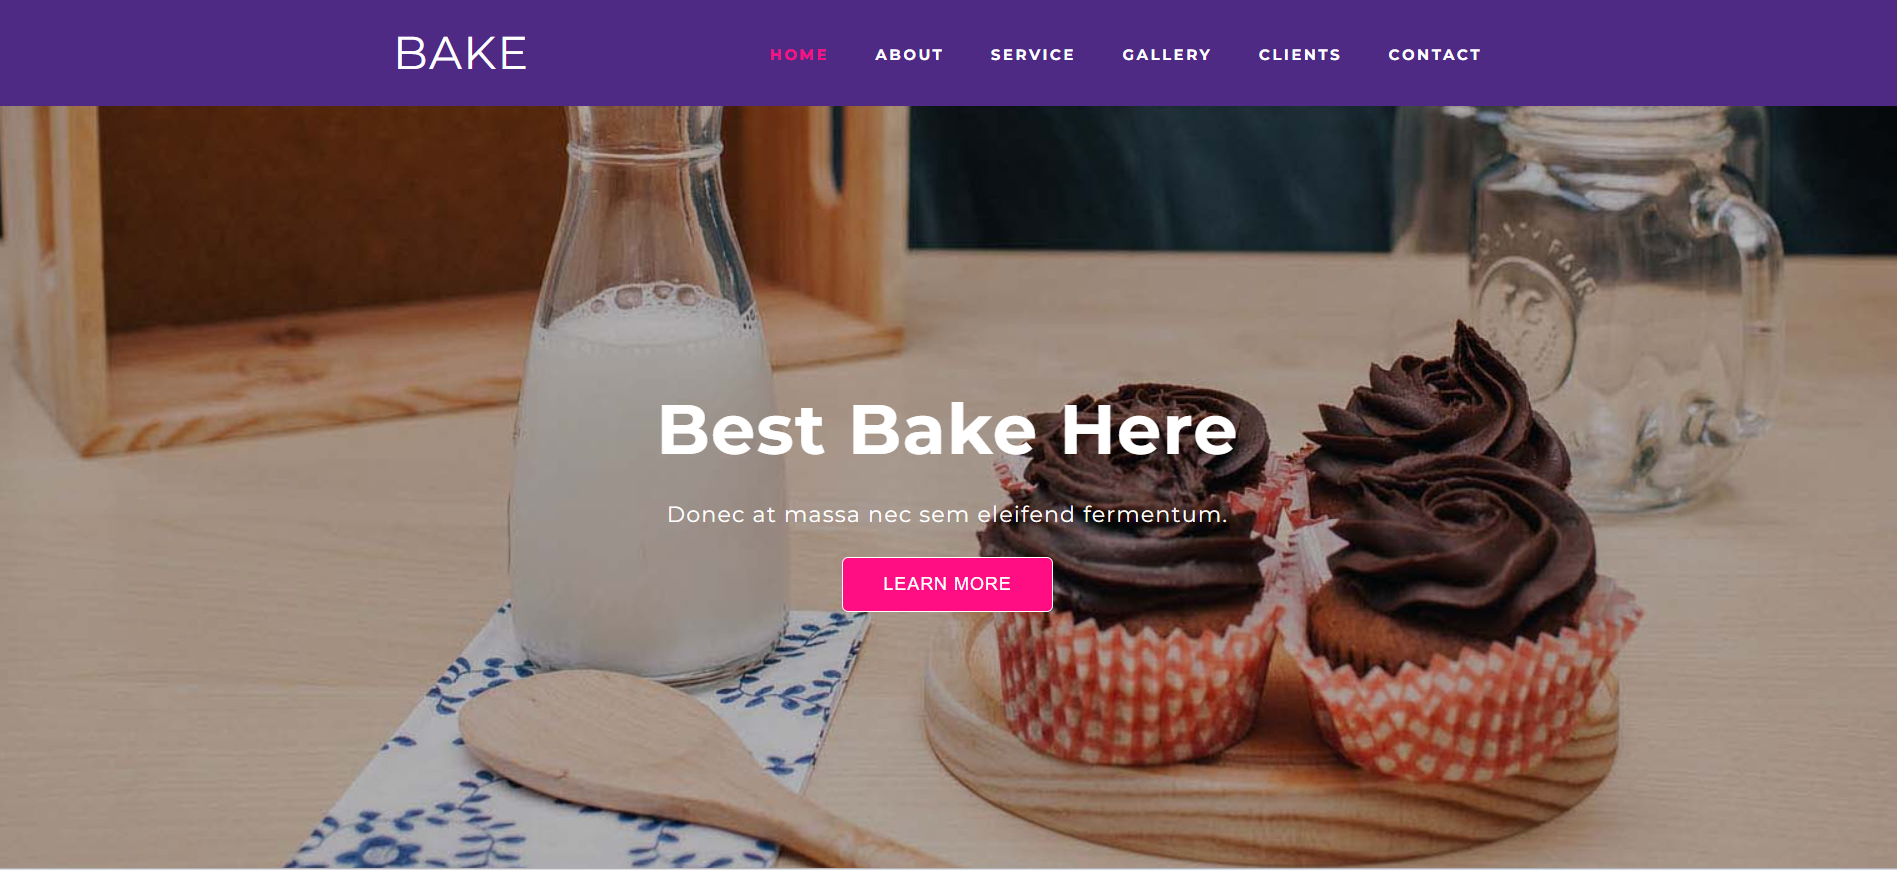 BAKE
HOME ABOUT SERVICE GALLERY CLIENTS CONTACT
FAIR
Best Bake Here
Donec at massa nec sem eleifend fermentum.
LEARN MORE